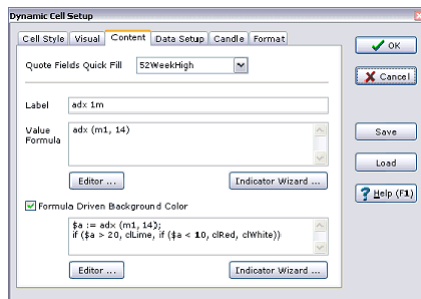 Dynamic Cell Setup
Cell Style Visual Content Data Setup Candle Format
Quote Fields Quick Fill 52WeekHigh
Label adx 1m
Value Formula adx (m1, 14)
Editor ... Indicator Wizard ...
Formula Driven Background Color
$a := adx (m1, 14);
if ($a > 20, clLime, if ($a < 10, clRed, clWhite))
Editor ... Indicator Wizard ...
OK
Cancel
Save
Load
? Help (F1)